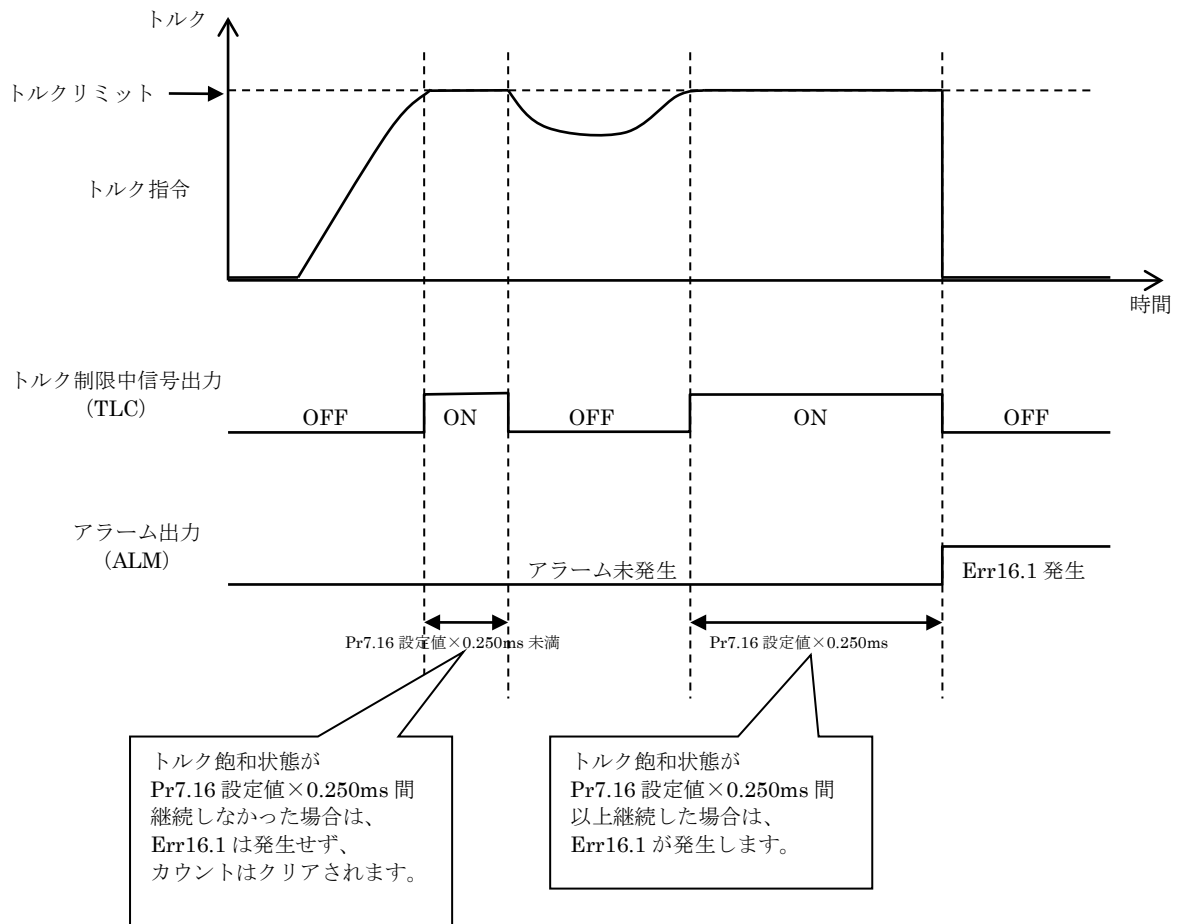 トルク
トルクリミット
トルク指令
時間
トルク制限中信号出力
(TLC)
OFF
ON
OFF
ON
OFF
アラーム出力
(ALM)
アラーム未発生
Err16.1 発生
Pr7.16 設定値×0.250ms 未満
Pr7.16 設定値×0.250ms
トルク飽和状態が
Pr7.16 設定値×0.250ms 間
継続しなかった場合は、
Err16.1 は発生せず、
カウントはクリアされます。
トルク飽和状態が
Pr7.16 設定値×0.250ms 間
以上継続した場合は、
Err16.1 が発生します。